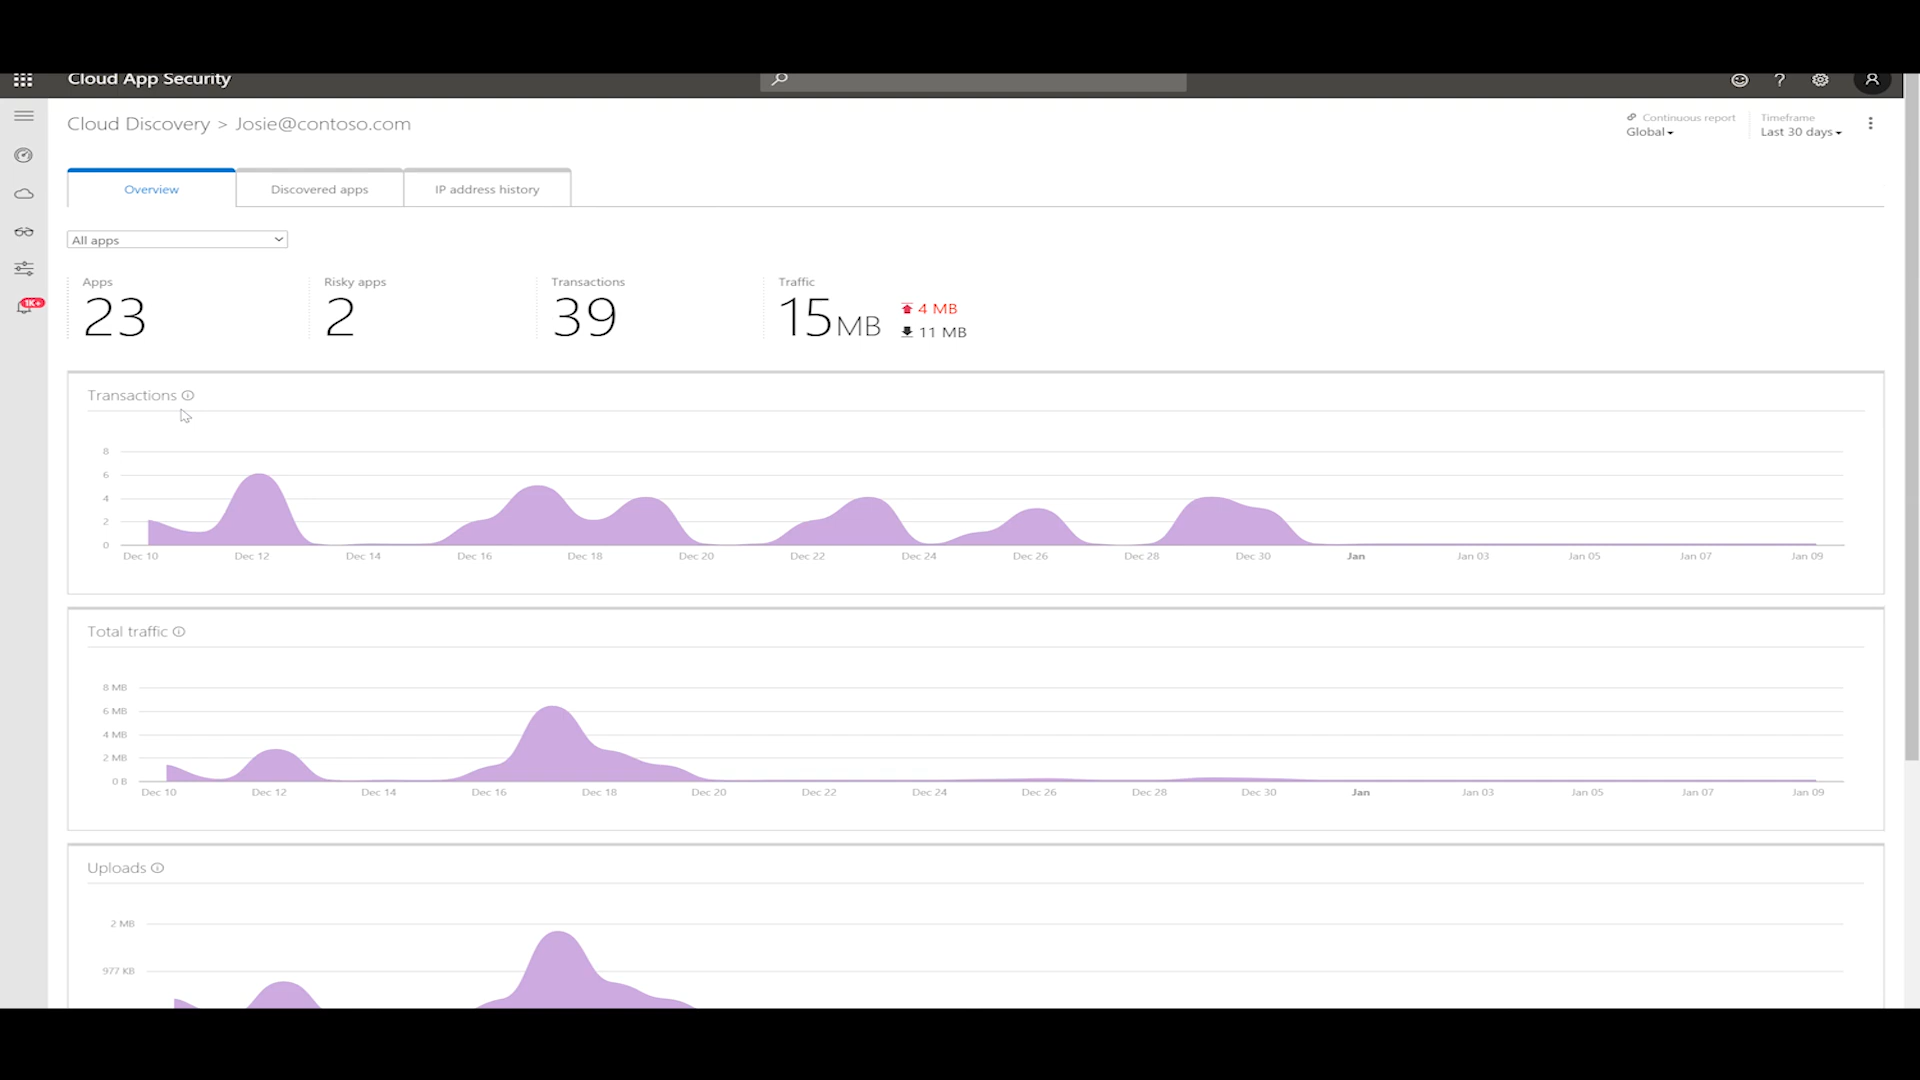 Cloud App Security
?
Cloud Discovery > Josie@contoso.com
Continuous report
Global
Timeframe
Last 30 days
Overview
Discovered apps
IP address history
All apps
1K+
Apps
23
Risky apps
2
Transactions
39
Traffic
15 MB
4 MB
11 MB
Transactions
8
6
4
2
0
Dec 10 Dec 12 Dec 14 Dec 16 Dec 18 Dec 20 Dec 22 Dec 24 Dec 26 Dec 28 Dec 30 Jan Jan 03 Jan 05 Jan 07 Jan 09
Total traffic
8 MB
6 MB
4 MB
2 MB
0 B
Dec 10 Dec 12 Dec 14 Dec 16 Dec 18 Dec 20 Dec 22 Dec 24 Dec 26 Dec 28 Dec 30 Jan Jan 03 Jan 05 Jan 07 Jan 09
Uploads
2 MB
977 KB